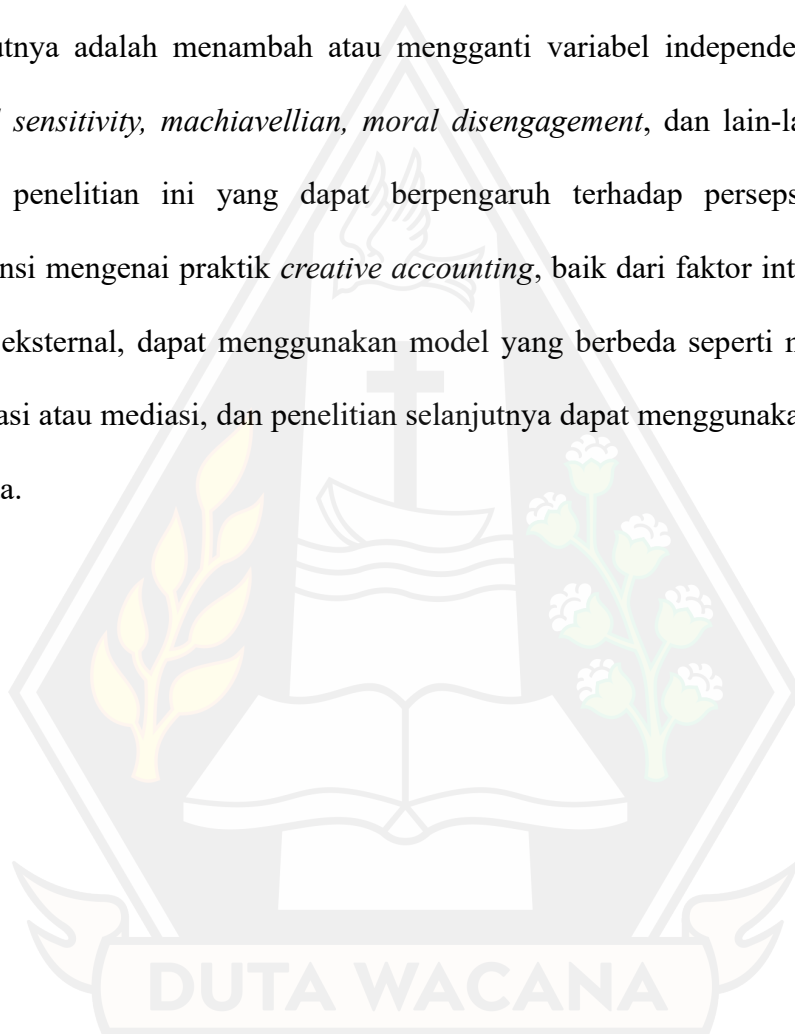 utnya adalah menambah atau mengganti variabel independe
sensitivity, machiavellian, moral disengagement, dan lain-la
penelitian ini yang dapat berpengaruh terhadap perseps
nsi mengenai praktik creative accounting, baik dari faktor int
eksternal, dapat menggunakan model yang berbeda seperti
asi atau mediasi, dan penelitian selanjutnya dapat menggunaka
a.
DUTA WACANA